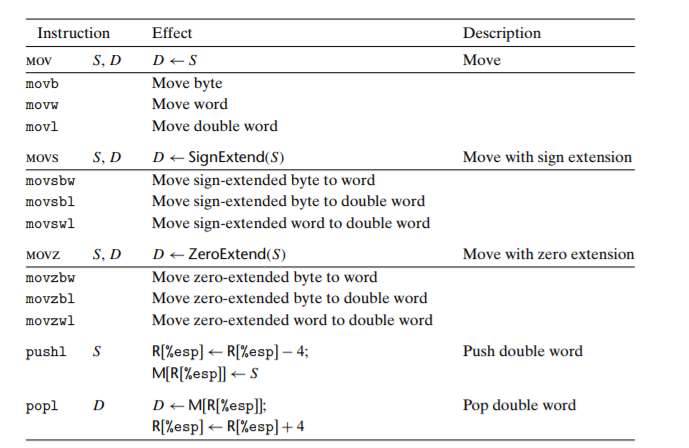 Instruction Effect Description
MOV S, D D ← S Move
movb Move byte
movw Move word
movl Move double word
MOVS S, D D ← SignExtend(S) Move with sign extension
movsbw Move sign-extended byte to word
movsbl Move sign-extended byte to double word
movswl Move sign-extended word to double word
MOVZ S, D D ← ZeroExtend(S) Move with zero extension
movzbw Move zero-extended byte to word
movzbl Move zero-extended byte to double word
movzwl Move zero-extended word to double word
pushl S R[%esp] ← R[%esp] − 4; Push double word
M[R[%esp]] ← S
popl D D ← M[R[%esp]]; Pop double word
R[%esp] ← R[%esp] + 4